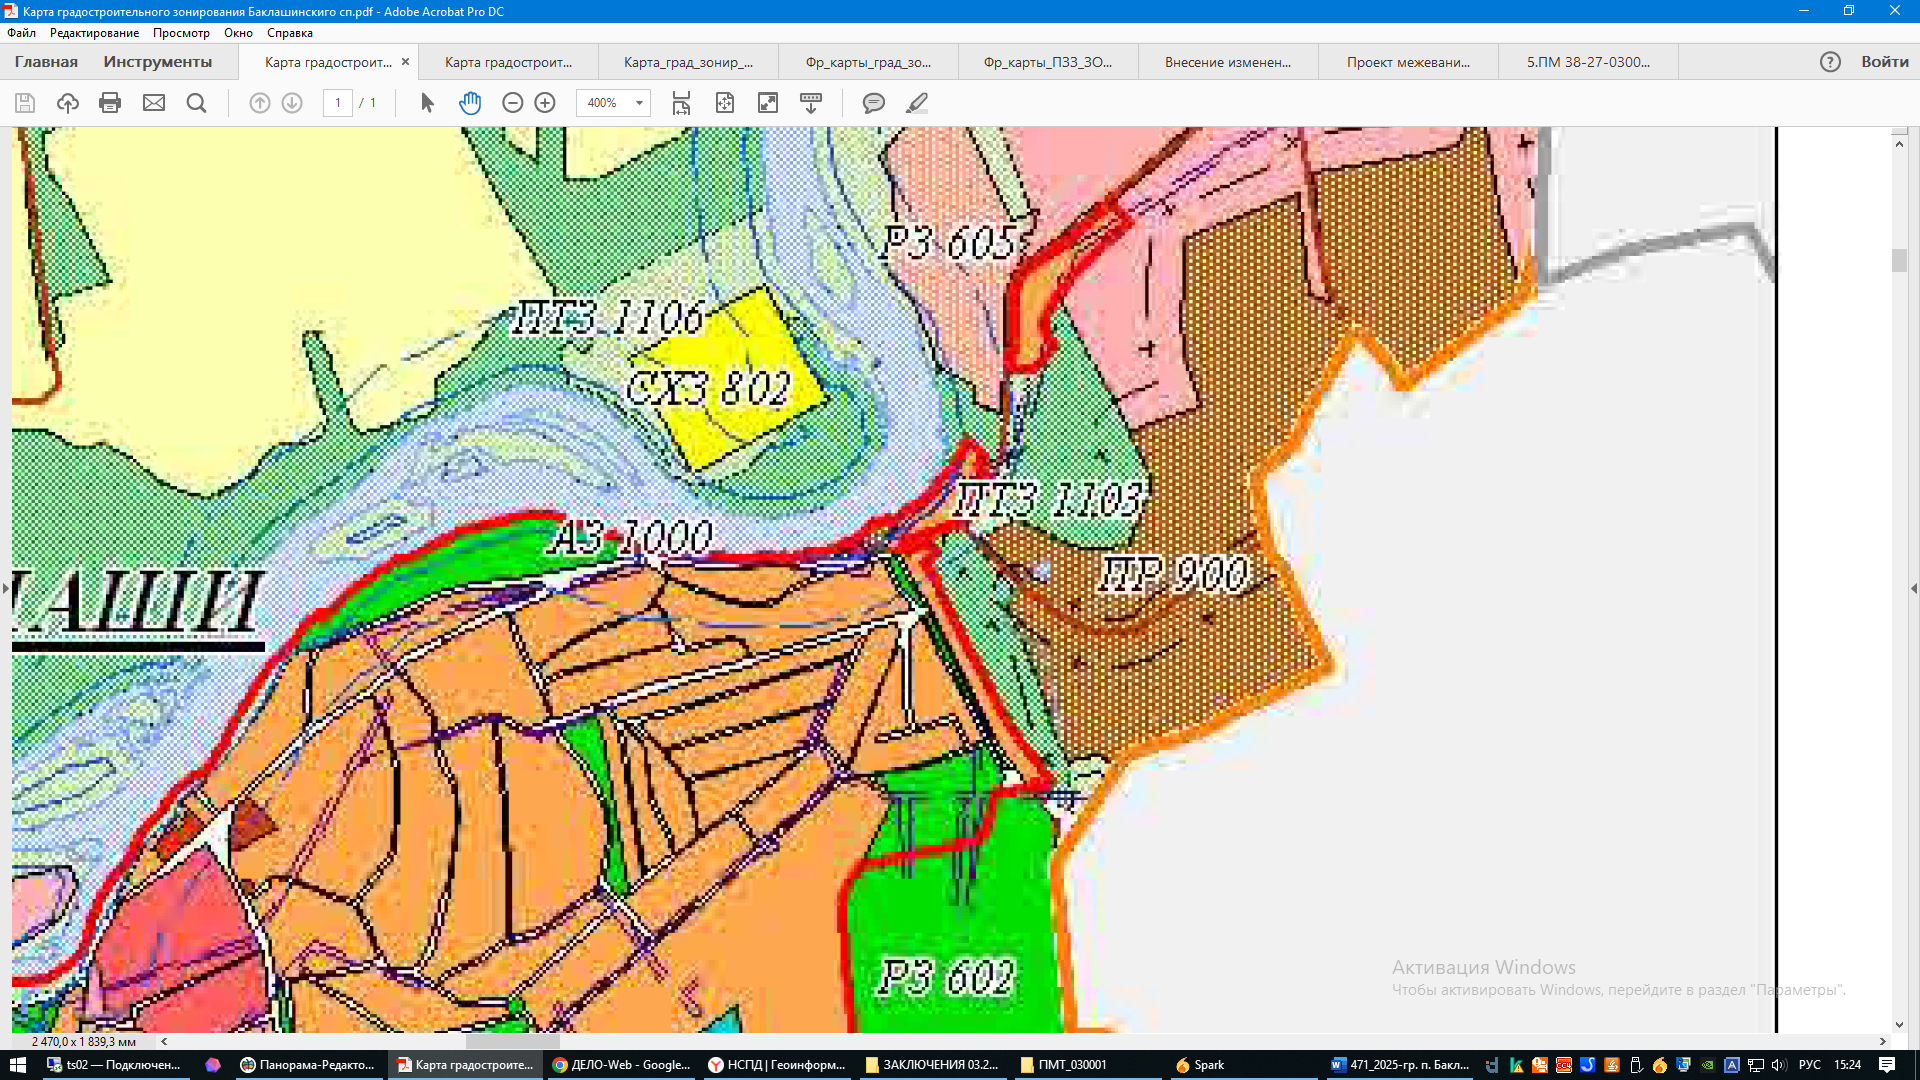 Карта градостроительного зонирования Баклашинскиго сп.pdf - Adobe Acrobat Pro DC
Файл Редактирование Просмотр Окно Справка
Главная Инструменты Карта градостроит... × Карта градостроит... Карта_град_зонир_... Фр_карты_град_зо... Фр_карты_ПЗЗ_ЗО... Внесение изменен... Проект межевани... 5.ПМ 38-27-0300... Войти
1 / 1 400%
РЗ 605
ПТЗ 1106
СХЗ 802
ПТЗ 1103
АЗ 1000
ПР 900
ЛАШИ
РЗ 602
Активация Windows
Чтобы активировать Windows, перейдите в раздел "Параметры".
2 470,0 x 1 839,3 мм
ts02 — Подключен... Панорама-Редакто... Карта градостроите... ДЕЛО-Web - Google... НСПД | Геоинформ... ЗАКЛЮЧЕНИЯ 03.2... ПМТ_030001 Spark 471_2025-гр. п. Бакл... РУС 15:24